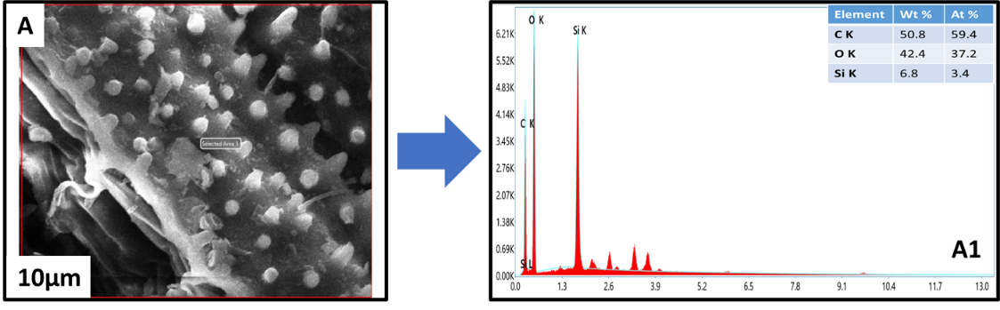 A
Selected Area 1
10µm
Element Wt % At %
C K 50.8 59.4
O K 42.4 37.2
Si K 6.8 3.4
O K
Si K
C K
Si L
6.21K
5.52K
4.83K
4.14K
3.45K
2.76K
2.07K
1.38K
0.69K
0.00K
0.0 1.3 2.6 3.9 5.2 6.5 7.8 9.1 10.4 11.7 13.0
A1